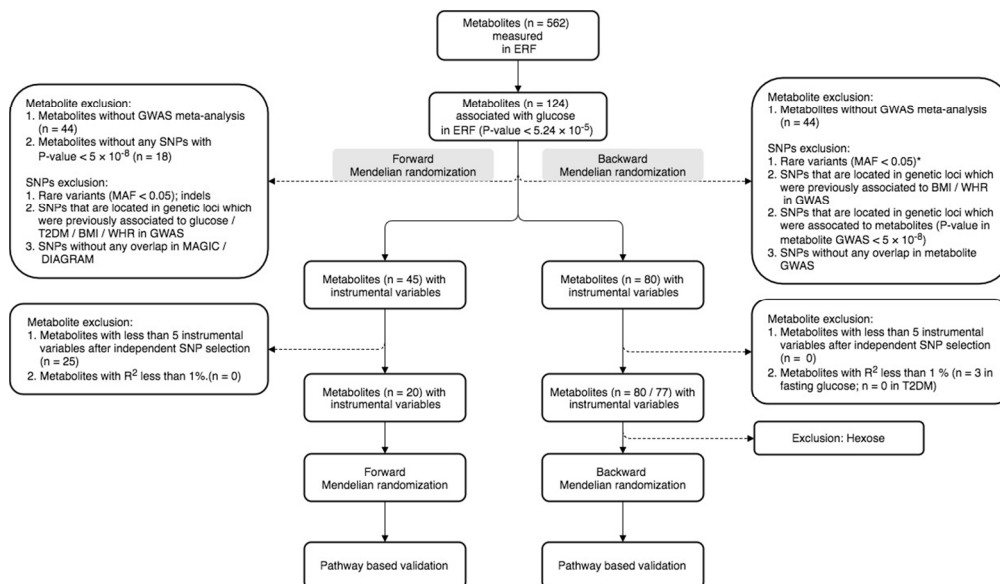 Metabolites (n = 562)
measured
in ERF
Metabolites (n = 124)
associated with glucose
in ERF (P-value < 5.24 × 10-5)
Forward
Mendelian randomization
Backward
Mendelian randomization
Metabolite exclusion:
1. Metabolites without GWAS meta-analysis
(n = 44)
2. Metabolites without any SNPs with
P-value < 5 × 10-8 (n = 18)
SNPs exclusion:
1. Rare variants (MAF < 0.05); indels
2. SNPs that are located in genetic loci which
were previously associated to glucose /
T2DM / BMI / WHR in GWAS
3. SNPs without any overlap in MAGIC /
DIAGRAM
Metabolite exclusion:
1. Metabolites without GWAS meta-analysis
(n = 44)
SNPs exclusion:
1. Rare variants (MAF < 0.05)*
2. SNPs that are located in genetic loci which
were previously associated to BMI / WHR
in GWAS
2. SNPs that are located in genetic loci which
were assocated to metabolites (P-value in
metabolite GWAS < 5 × 10-8)
3. SNPs without any overlap in metabolite
GWAS
Metabolites (n = 45) with
instrumental variables
Metabolites (n = 80) with
instrumental variables
Metabolite exclusion:
1. Metabolites with less than 5 instrumental
variables after independent SNP selection
(n = 25)
2. Metabolites with R2 less than 1%.(n = 0)
Metabolite exclusion:
1. Metabolites with less than 5 instrumental
variables after independent SNP selection
(n = 0)
2. Metabolites with R2 less than 1 % (n = 3 in
fasting glucose; n = 0 in T2DM)
Metabolites (n = 20) with
instrumental variables
Metabolites (n = 80 / 77) with
instrumental variables
Exclusion: Hexose
Forward
Mendelian randomization
Backward
Mendelian randomization
Pathway based validation
Pathway based validation